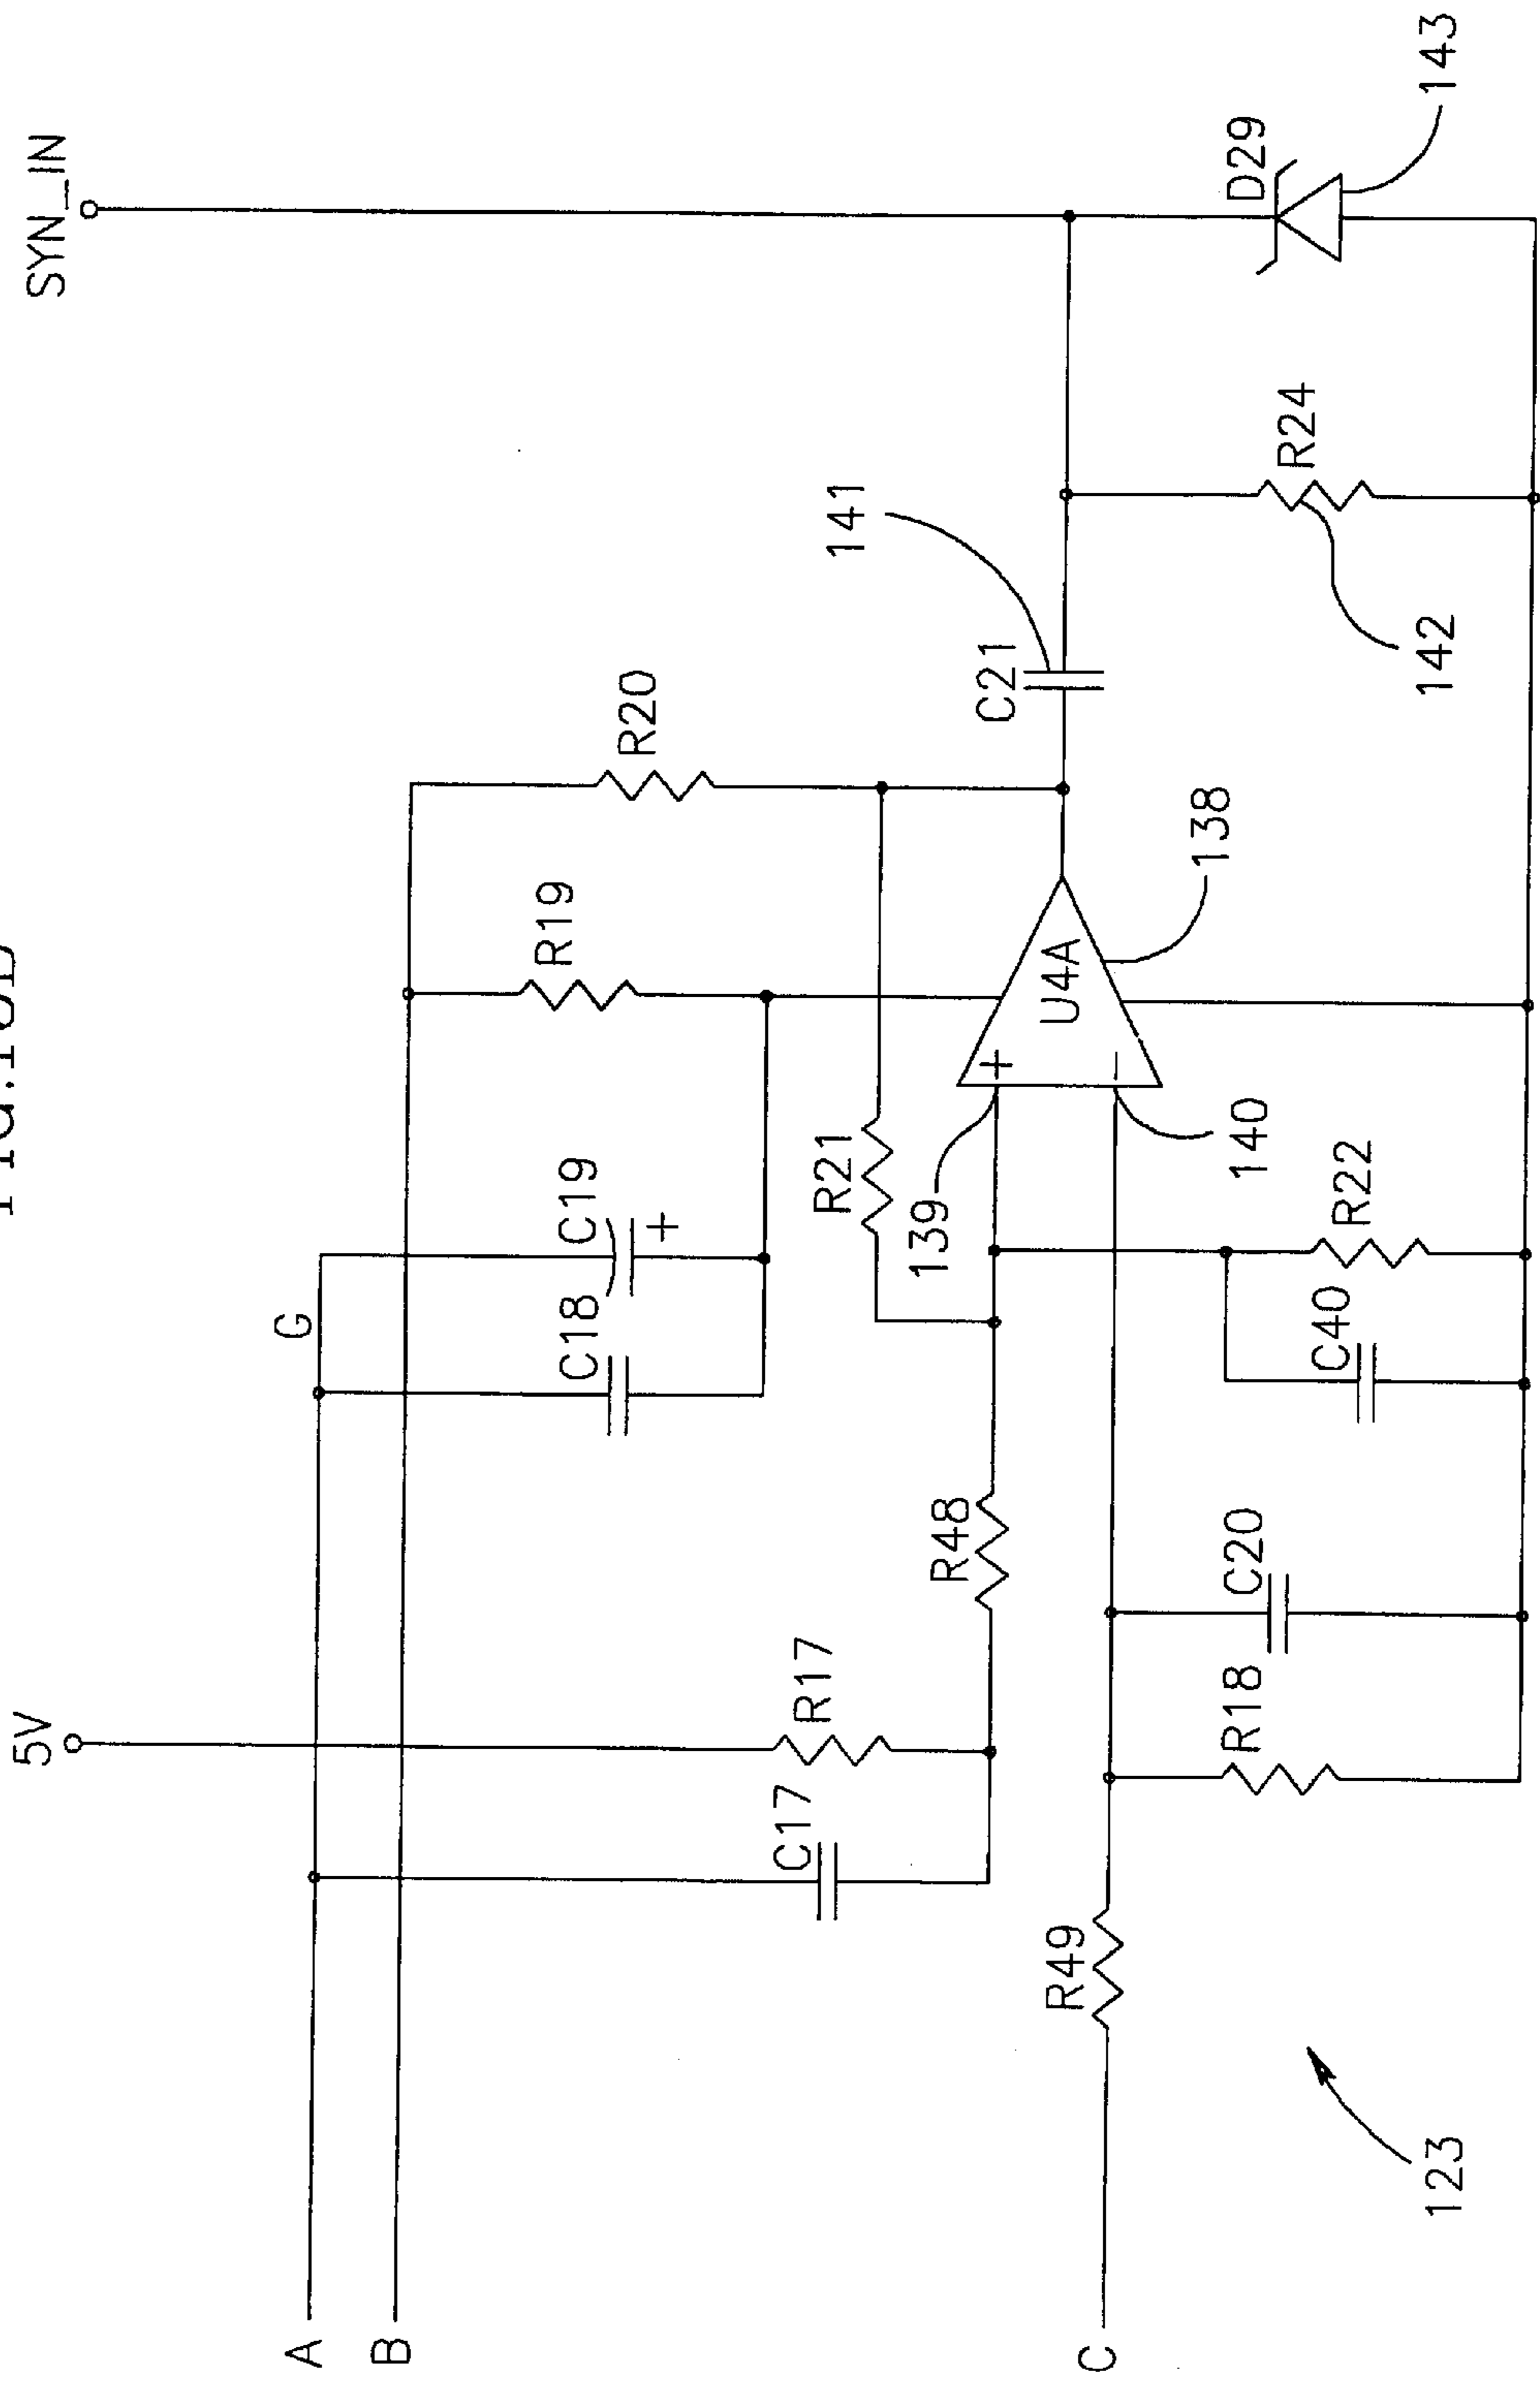 SYN_IN
5V
A
G
B
R19
R20
C18
C19
+
C17
R17
R21
141
C21
R48
139
+
U4A
−
138
C
R49
140
D29
R18
C20
C40
R22
R24
142
143
123